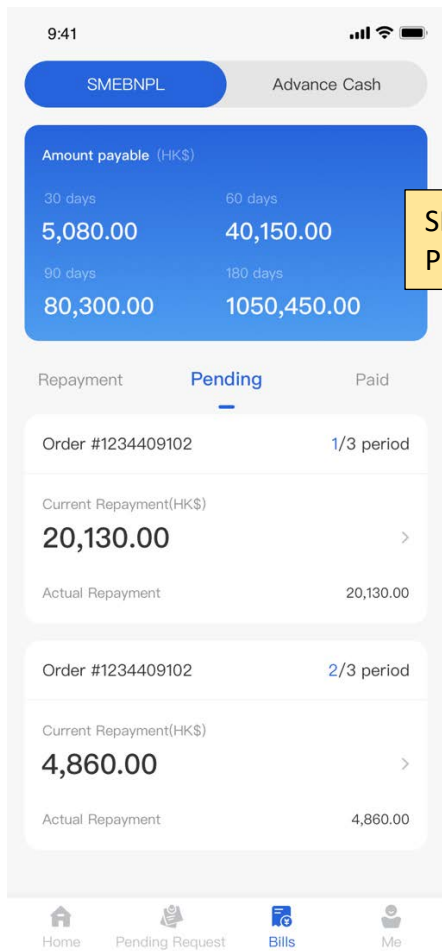 9:41
SMEBNPL Advance Cash
Amount payable (HK$)
30 days 60 days
5,080.00 40,150.00
90 days 180 days
80,300.00 1050,450.00
Repayment Pending Paid
Order #1234409102 1/3 period
Current Repayment(HK$)
20,130.00
Actual Repayment 20,130.00
Order #1234409102 2/3 period
Current Repayment(HK$)
4,860.00
Actual Repayment 4,860.00
Home Pending Request Bills Me